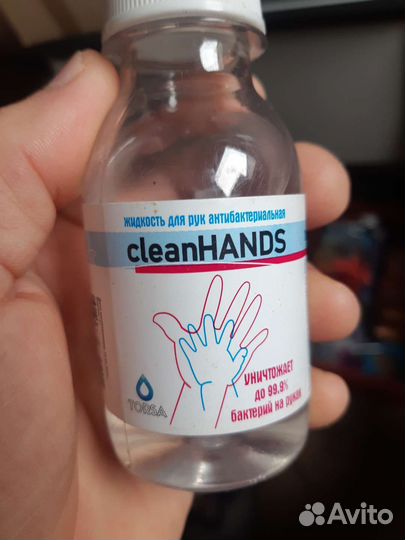 жидкость для рук антибактериальная
cleanHANDS
УНИЧТОЖАЕТ
ДО 99.9%
бактерий на руках
TORSA
Avito